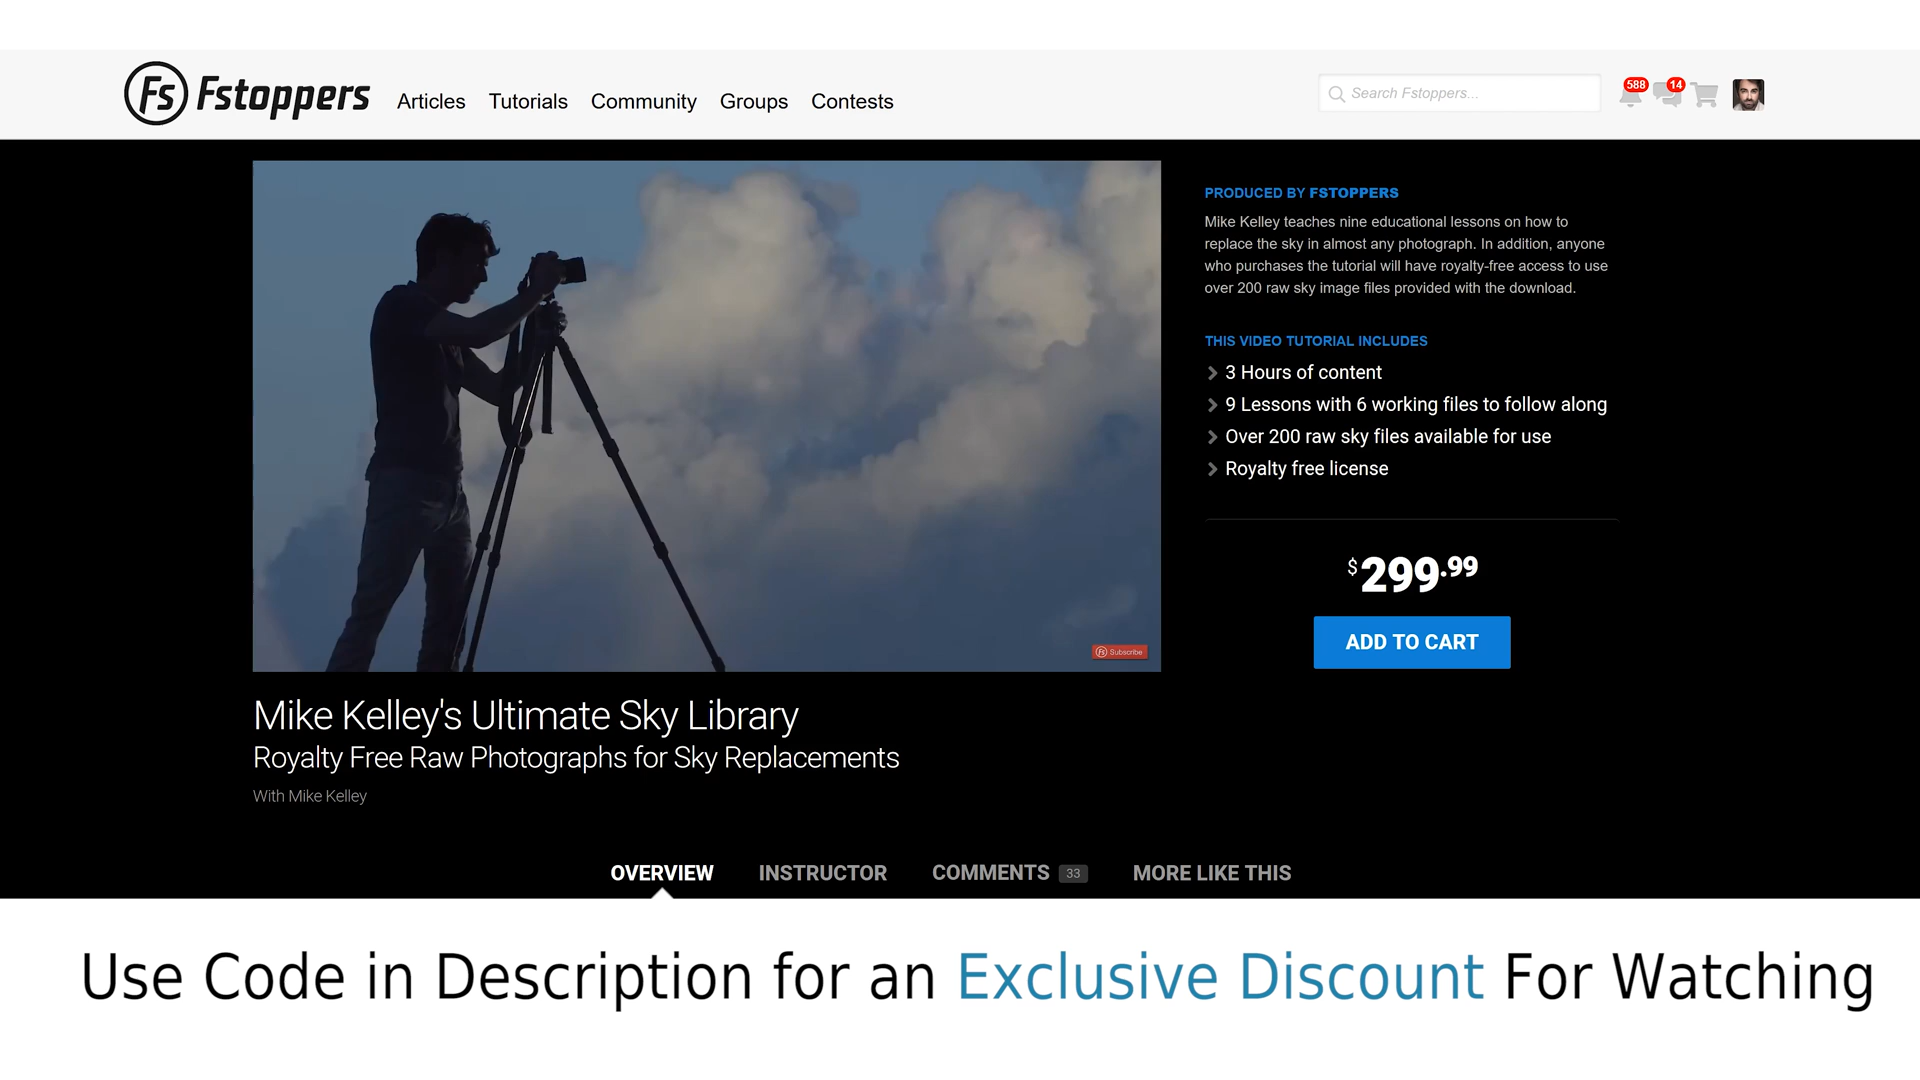 Fs Fstoppers Articles Tutorials Community Groups Contests Search Fstoppers... 588 14
PRODUCED BY FSTOPPERS
Mike Kelley teaches nine educational lessons on how to
replace the sky in almost any photograph. In addition, anyone
who purchases the tutorial will have royalty-free access to use
over 200 raw sky image files provided with the download.
THIS VIDEO TUTORIAL INCLUDES
3 Hours of content
9 Lessons with 6 working files to follow along
Over 200 raw sky files available for use
Royalty free license
$299.99
ADD TO CART
Fs Subscribe
Mike Kelley's Ultimate Sky Library
Royalty Free Raw Photographs for Sky Replacements
With Mike Kelley
OVERVIEW INSTRUCTOR COMMENTS 33 MORE LIKE THIS
Use Code in Description for an Exclusive Discount For Watching